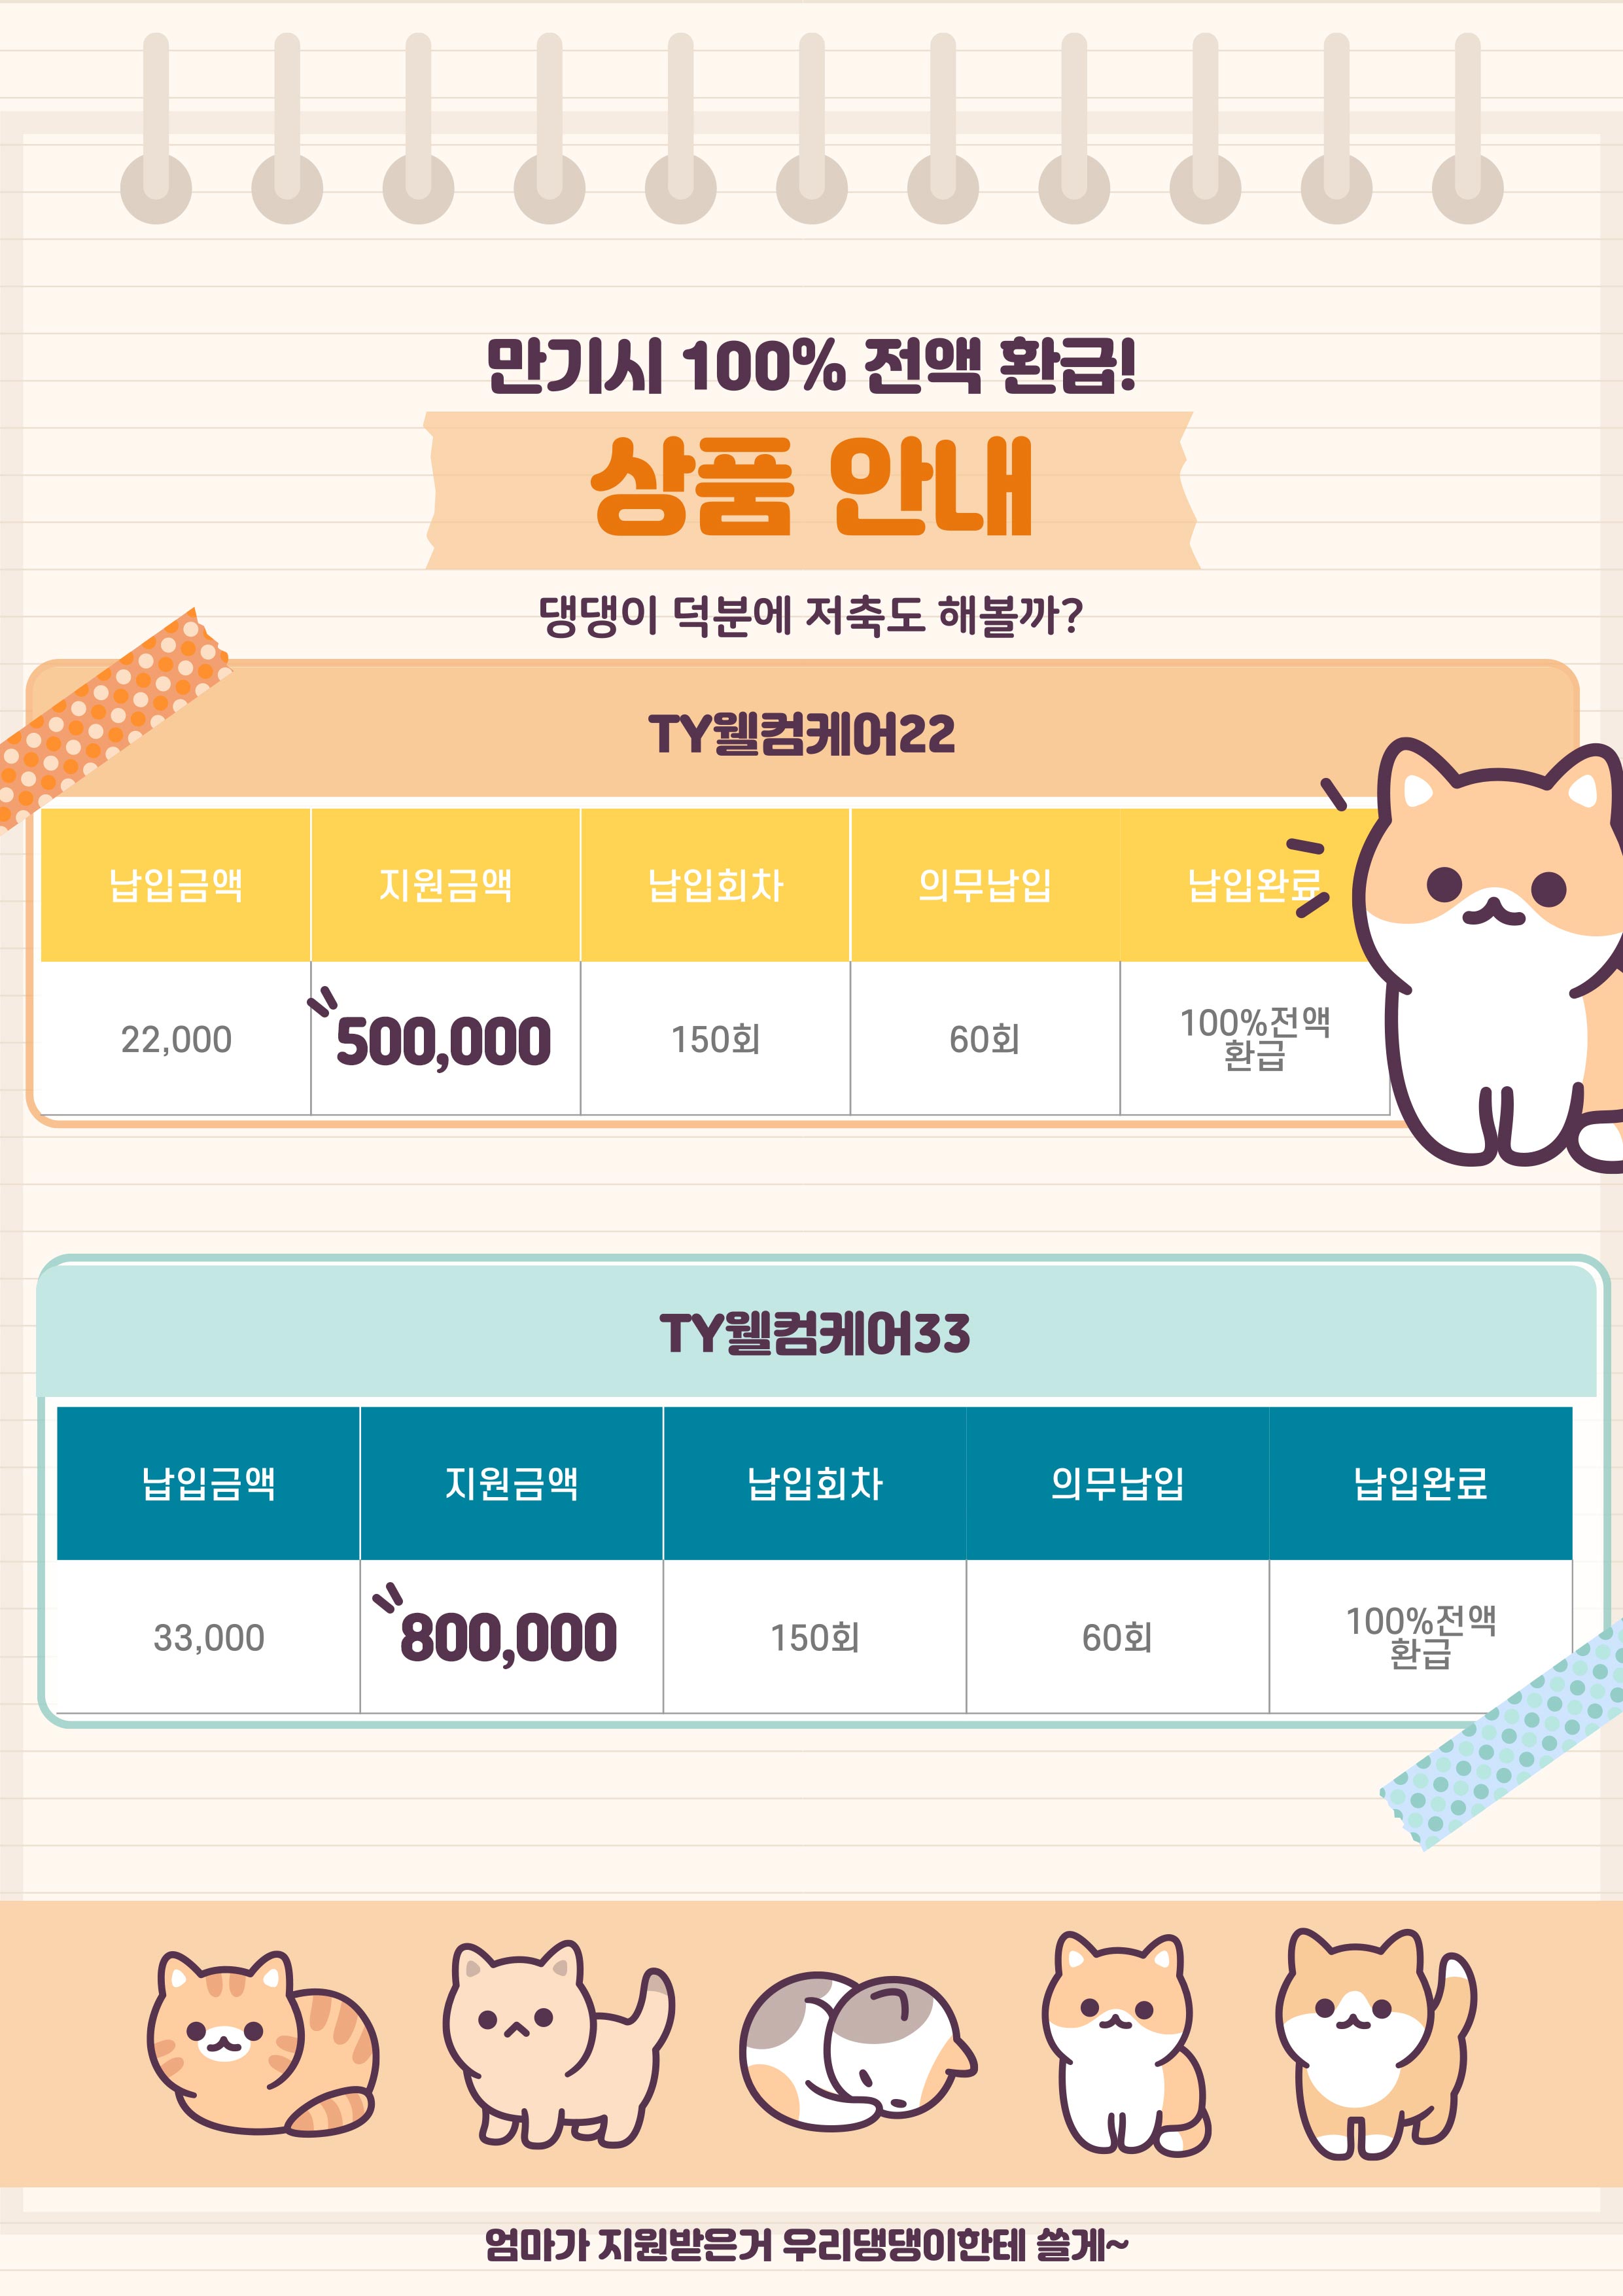 만기시 100% 전액 환급!
상품 안내
댕댕이 덕분에 저축도 해볼까?
TY웰컴케어22
납입금액 지원금액 납입회차 의무납입 납입완료
22,000 500,000 150회 60회 100%전액
환급
TY웰컴케어33
납입금액 지원금액 납입회차 의무납입 납입완료
33,000 800,000 150회 60회 100%전액
환급
엄마가 지원받은거 우리댕댕이한테 쓸게~